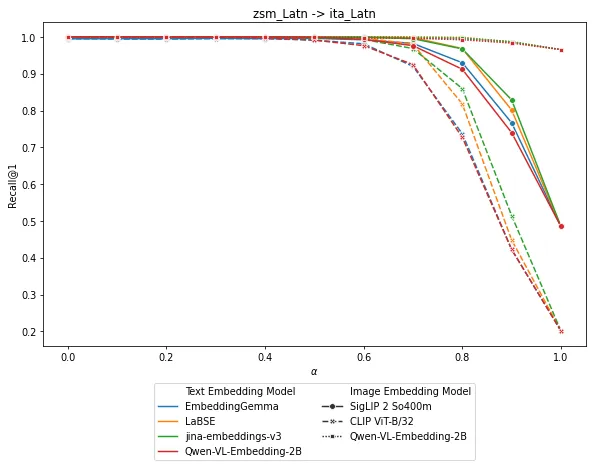 zsm_Latn -> ita_Latn
Recall@1
1.0
0.9
0.8
0.7
0.6
0.5
0.4
0.3
0.2
0.0 0.2 0.4 0.6 0.8 1.0
α
Text Embedding Model Image Embedding Model
EmbeddingGemma SigLIP 2 So400m
LaBSE CLIP ViT-B/32
jina-embeddings-v3 Qwen-VL-Embedding-2B
Qwen-VL-Embedding-2B